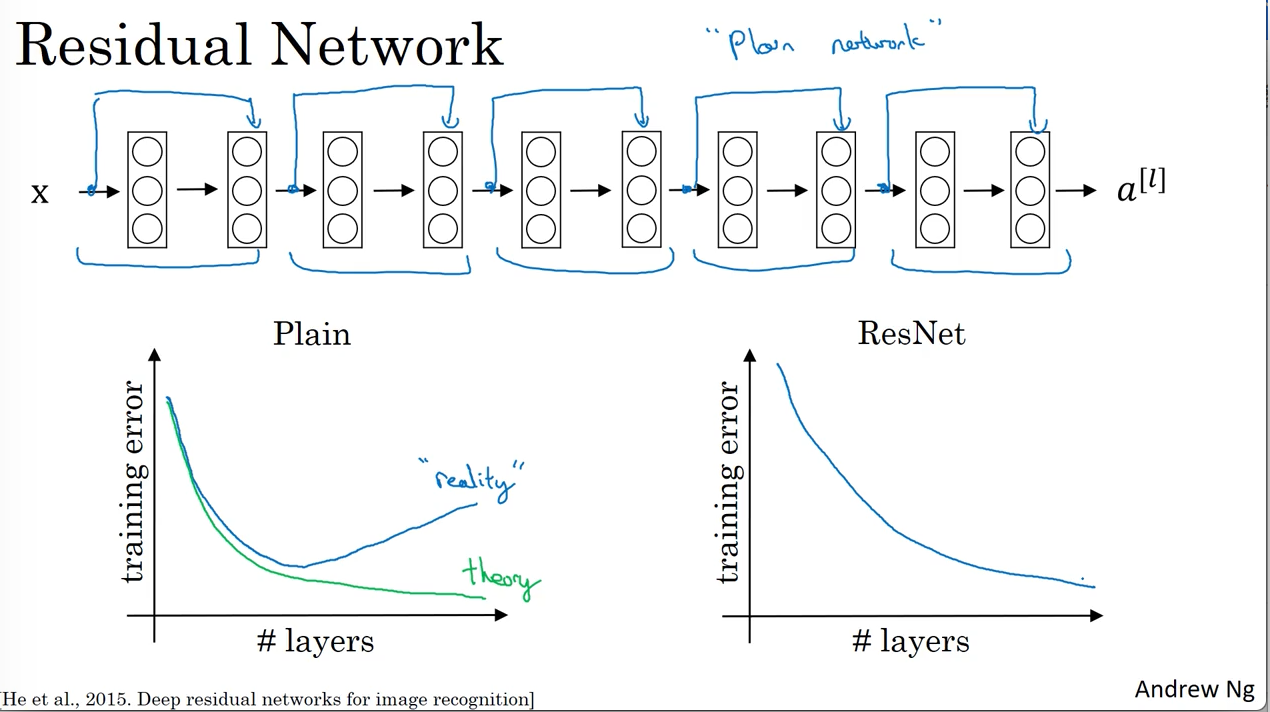 Residual Network
"Plain network"
x
a[l]
Plain
ResNet
training error
"reality"
theory
# layers
training error
# layers
He et al., 2015. Deep residual networks for image recognition]
Andrew Ng